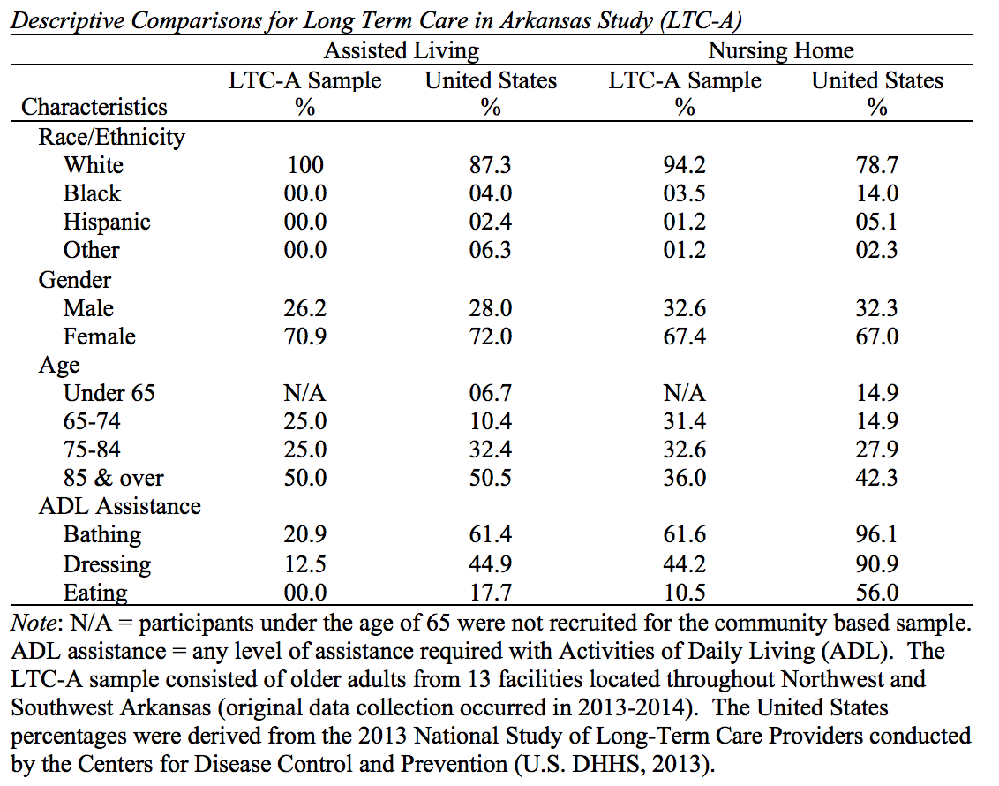 Descriptive Comparisons for Long Term Care in Arkansas Study (LTC-A)
Assisted Living Nursing Home
LTC-A Sample United States LTC-A Sample United States
Characteristics % % % %
Race/Ethnicity
White 100 87.3 94.2 78.7
Black 00.0 04.0 03.5 14.0
Hispanic 00.0 02.4 01.2 05.1
Other 00.0 06.3 01.2 02.3
Gender
Male 26.2 28.0 32.6 32.3
Female 70.9 72.0 67.4 67.0
Age
Under 65 N/A 06.7 N/A 14.9
65-74 25.0 10.4 31.4 14.9
75-84 25.0 32.4 32.6 27.9
85 & over 50.0 50.5 36.0 42.3
ADL Assistance
Bathing 20.9 61.4 61.6 96.1
Dressing 12.5 44.9 44.2 90.9
Eating 00.0 17.7 10.5 56.0
Note: N/A = participants under the age of 65 were not recruited for the community based sample.
ADL assistance = any level of assistance required with Activities of Daily Living (ADL). The
LTC-A sample consisted of older adults from 13 facilities located throughout Northwest and
Southwest Arkansas (original data collection occurred in 2013-2014). The United States
percentages were derived from the 2013 National Study of Long-Term Care Providers conducted
by the Centers for Disease Control and Prevention (U.S. DHHS, 2013).